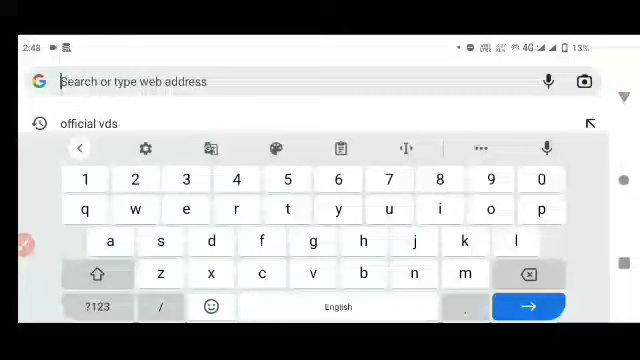 2:48 4G 13%
Search or type web address
official vds
1 2 3 4 5 6 7 8 9 0
q w e r t y u i o p
a s d f g h j k l
z x c v b n m
?123 / English .